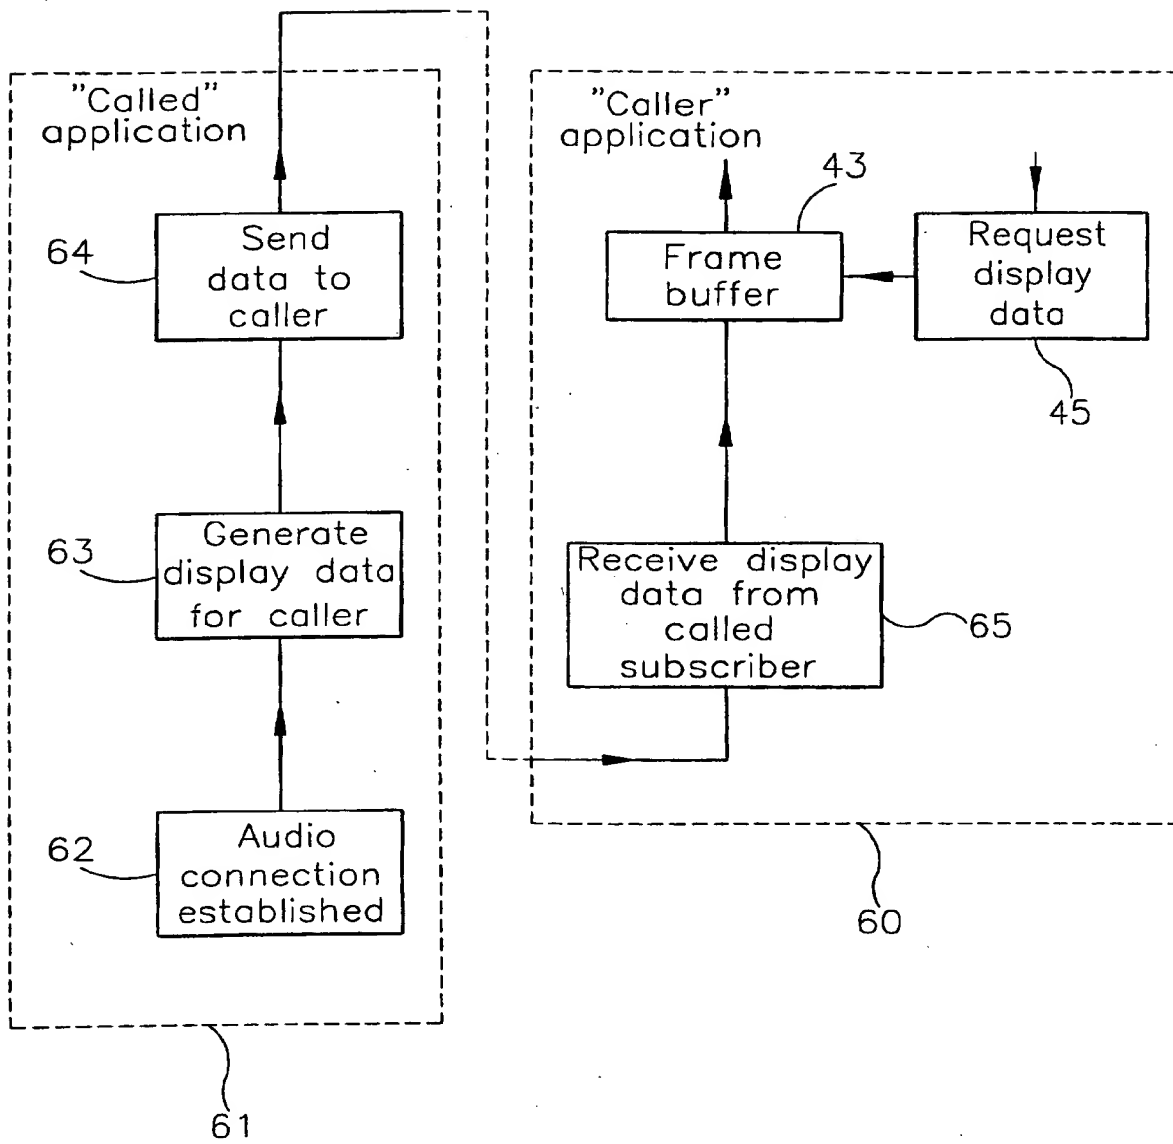 "Called"
application
64
Send
data to
caller
63
Generate
display data
for caller
62
Audio
connection
established
61
"Caller"
application
43
Frame
buffer
Request
display
data
45
Receive display
data from
called
subscriber
65
60